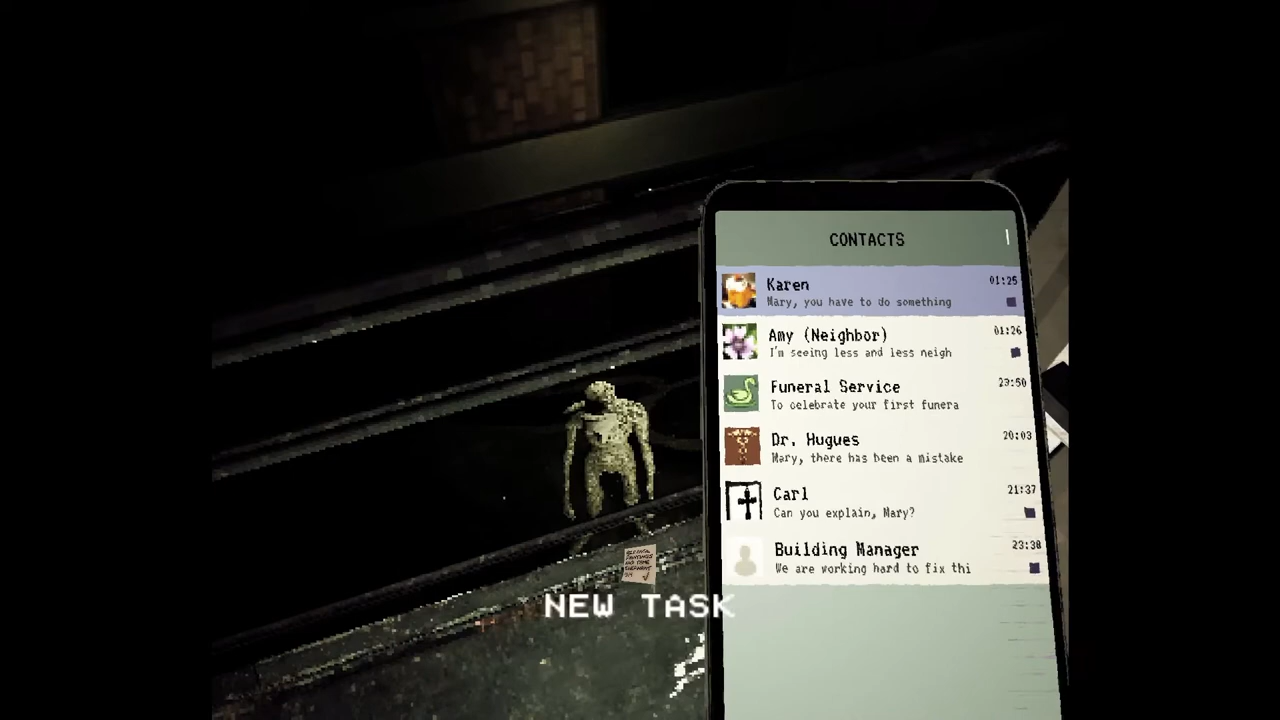 CONTACTS
Karen
01:25
Mary, you have to do something
Amy (Neighbor)
01:26
I'm seeing less and less neigh
Funeral Service
23:50
To celebrate your first funera
Dr. Hugues
20:03
Mary, there has been a mistake
Carl
21:37
Can you explain, Mary?
Building Manager
23:38
We are working hard to fix thi
NEW TASK